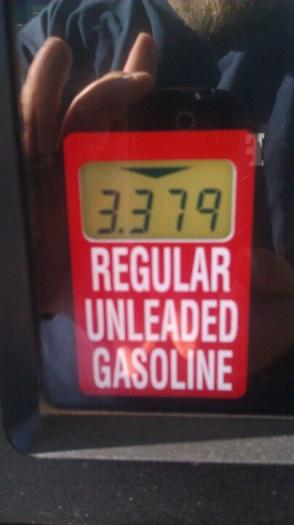 3.379
REGULAR
UNLEADED
GASOLINE